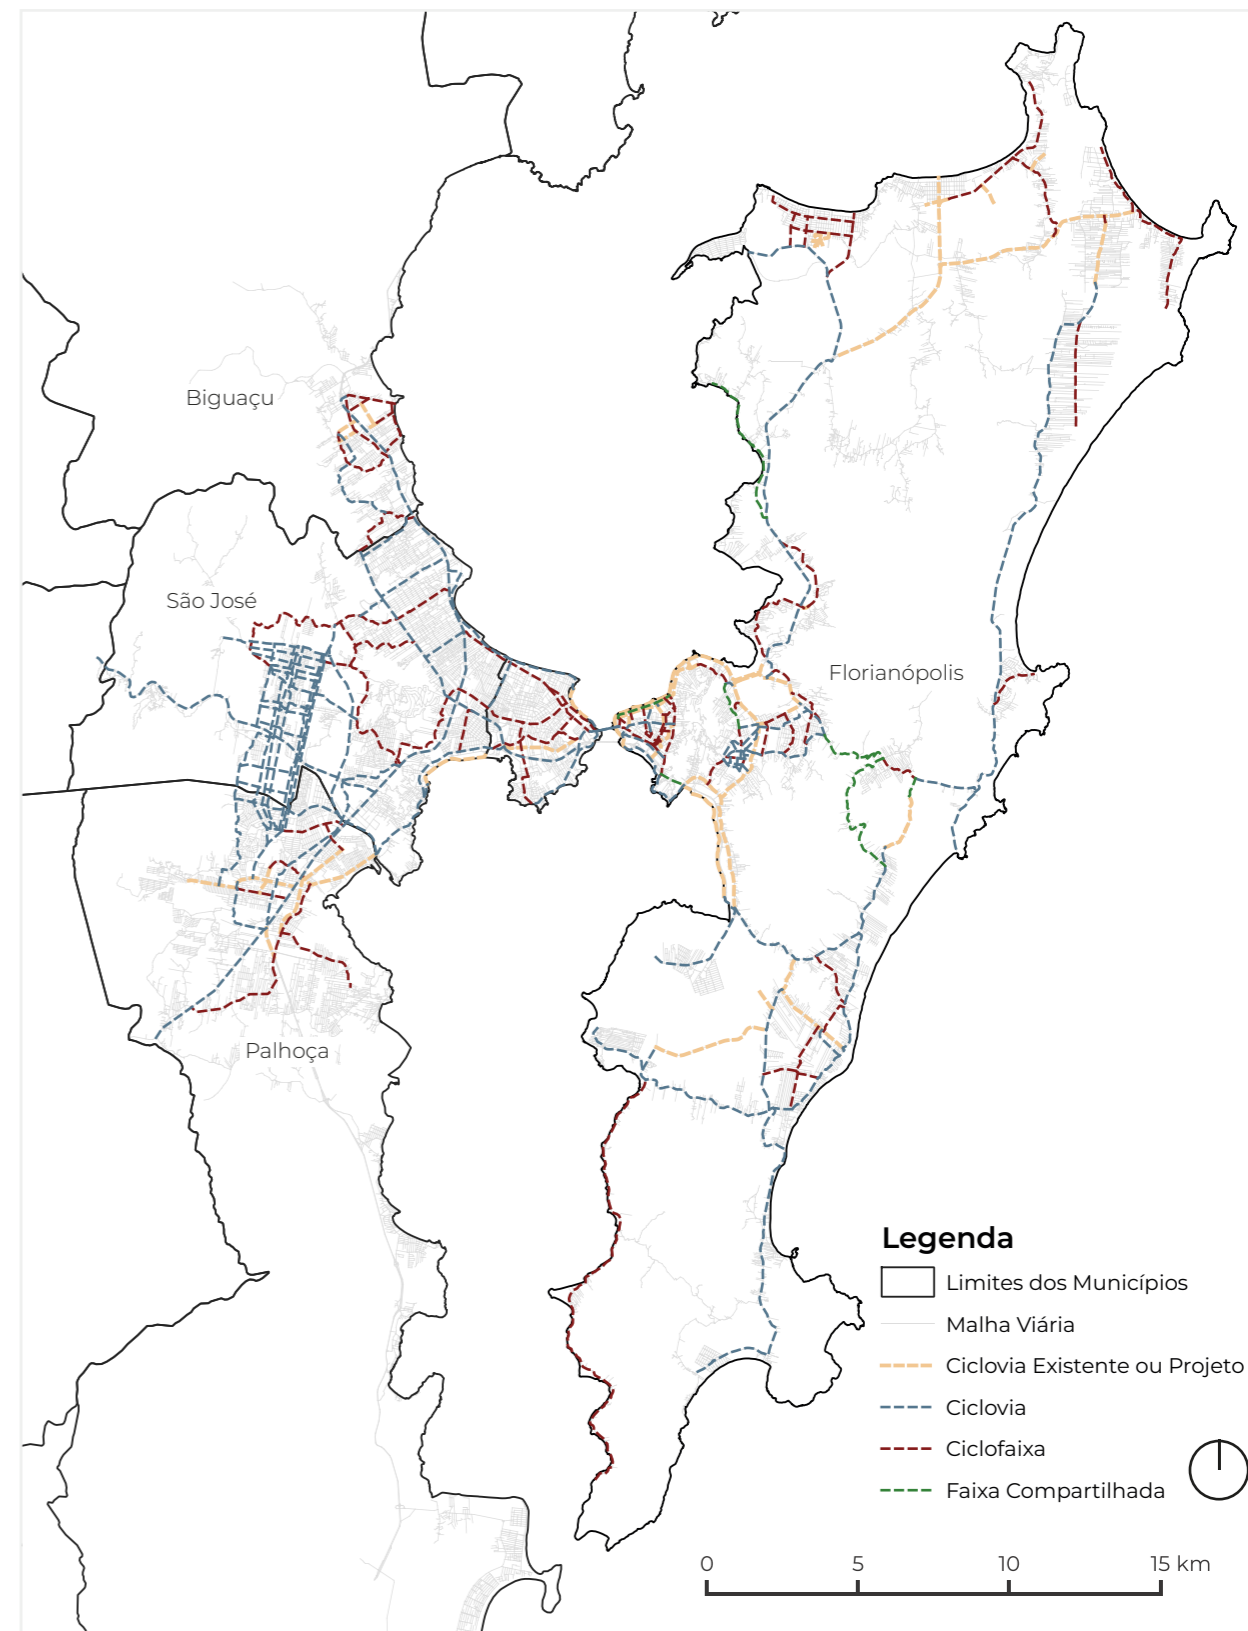 Biguaçu
São José
Florianópolis
Palhoça
Legenda
Limites dos Municípios
Malha Viária
Ciclovia Existente ou Projeto
Ciclovia
Ciclofaixa
Faixa Compartilhada
0 5 10 15 km